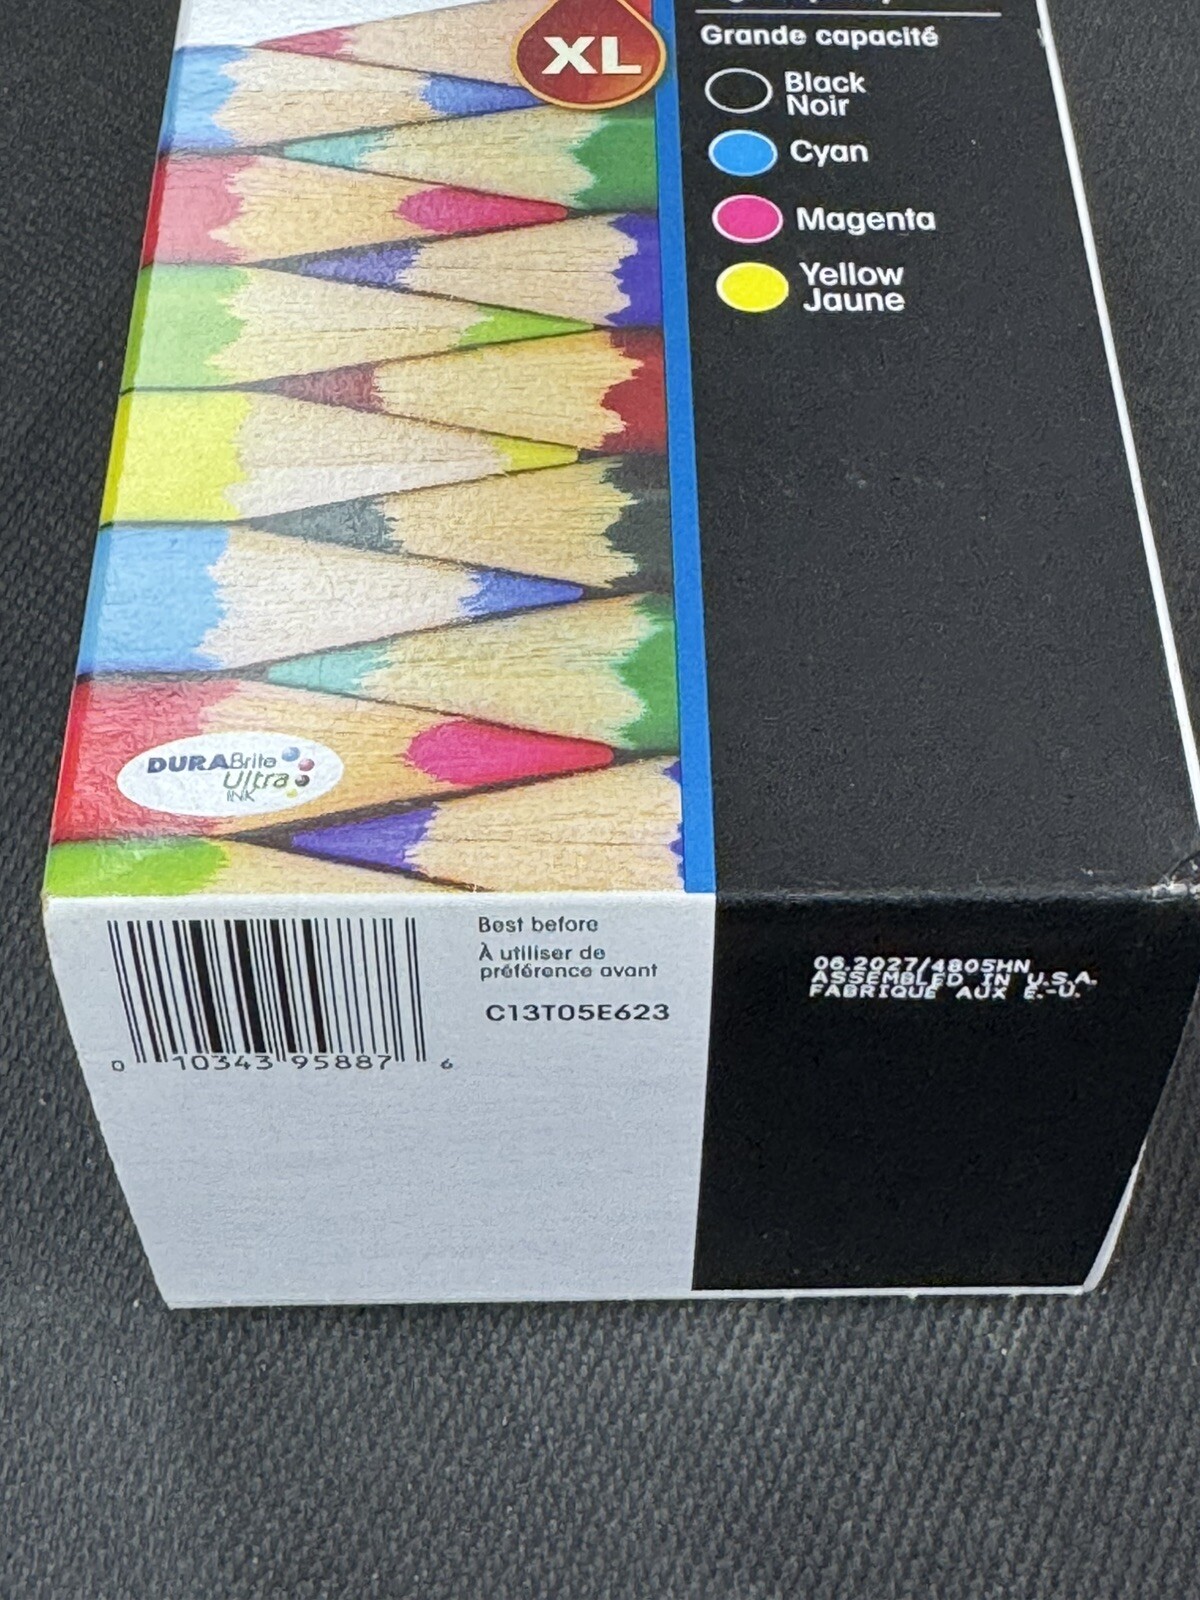 XL
Grande capacité
Black
Noir
Cyan
Magenta
Yellow
Jaune
DURABrite
Ultra
INK
Best before
À utiliser de
préférence avant
C13T05E623
0 10343 95887 6
06.2027/4805HN
ASSEMBLED IN U.S.A.
FABRIQUE AUX E.-U.